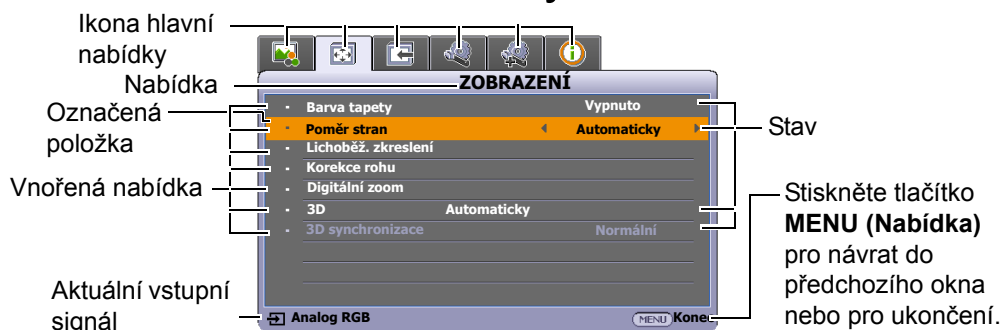 Ikona hlavní
nabídky
Nabídka
Označená
položka
Vnořená nabídka
Aktuální vstupní
signál
ZOBRAZENÍ
Barva tapety Vypnuto
Poměr stran Automaticky
Lichoběž. zkreslení
Korekce rohu
Digitální zoom
3D Automaticky
3D synchronizace Normální
Analog RGB
MENU Konec
Stav
Stiskněte tlačítko
MENU (Nabídka)
pro návrat do
předchozího okna
nebo pro ukončení.